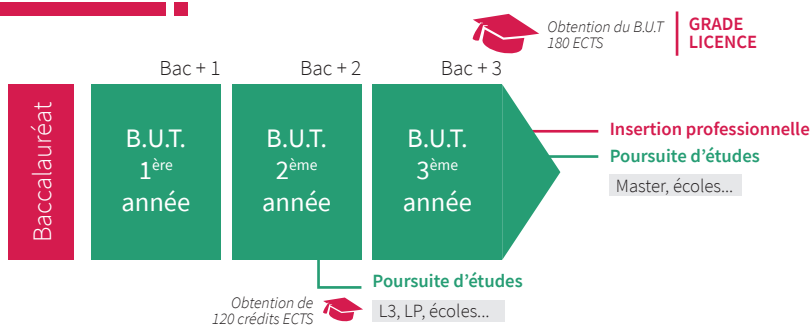 Obtention du B.U.T
180 ECTS
GRADE
LICENCE
Bac + 1
Bac + 2
Bac + 3
Baccalauréat
B.U.T.
1ère
année
B.U.T.
2ème
année
B.U.T.
3ème
année
Insertion professionnelle
Poursuite d'études
Master, écoles...
Poursuite d'études
L3, LP, écoles...
Obtention de
120 crédits ECTS